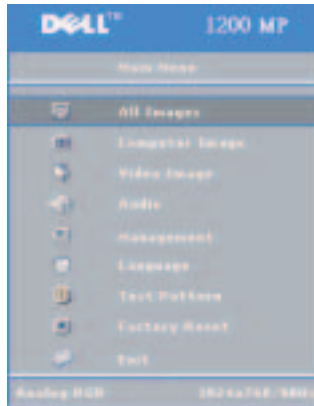 DELL™ 1200 MP
Main Menu
All Images
Computer Image
Video Image
Audio
Management
Language
Test Pattern
Factory Reset
Exit
Analog RGB